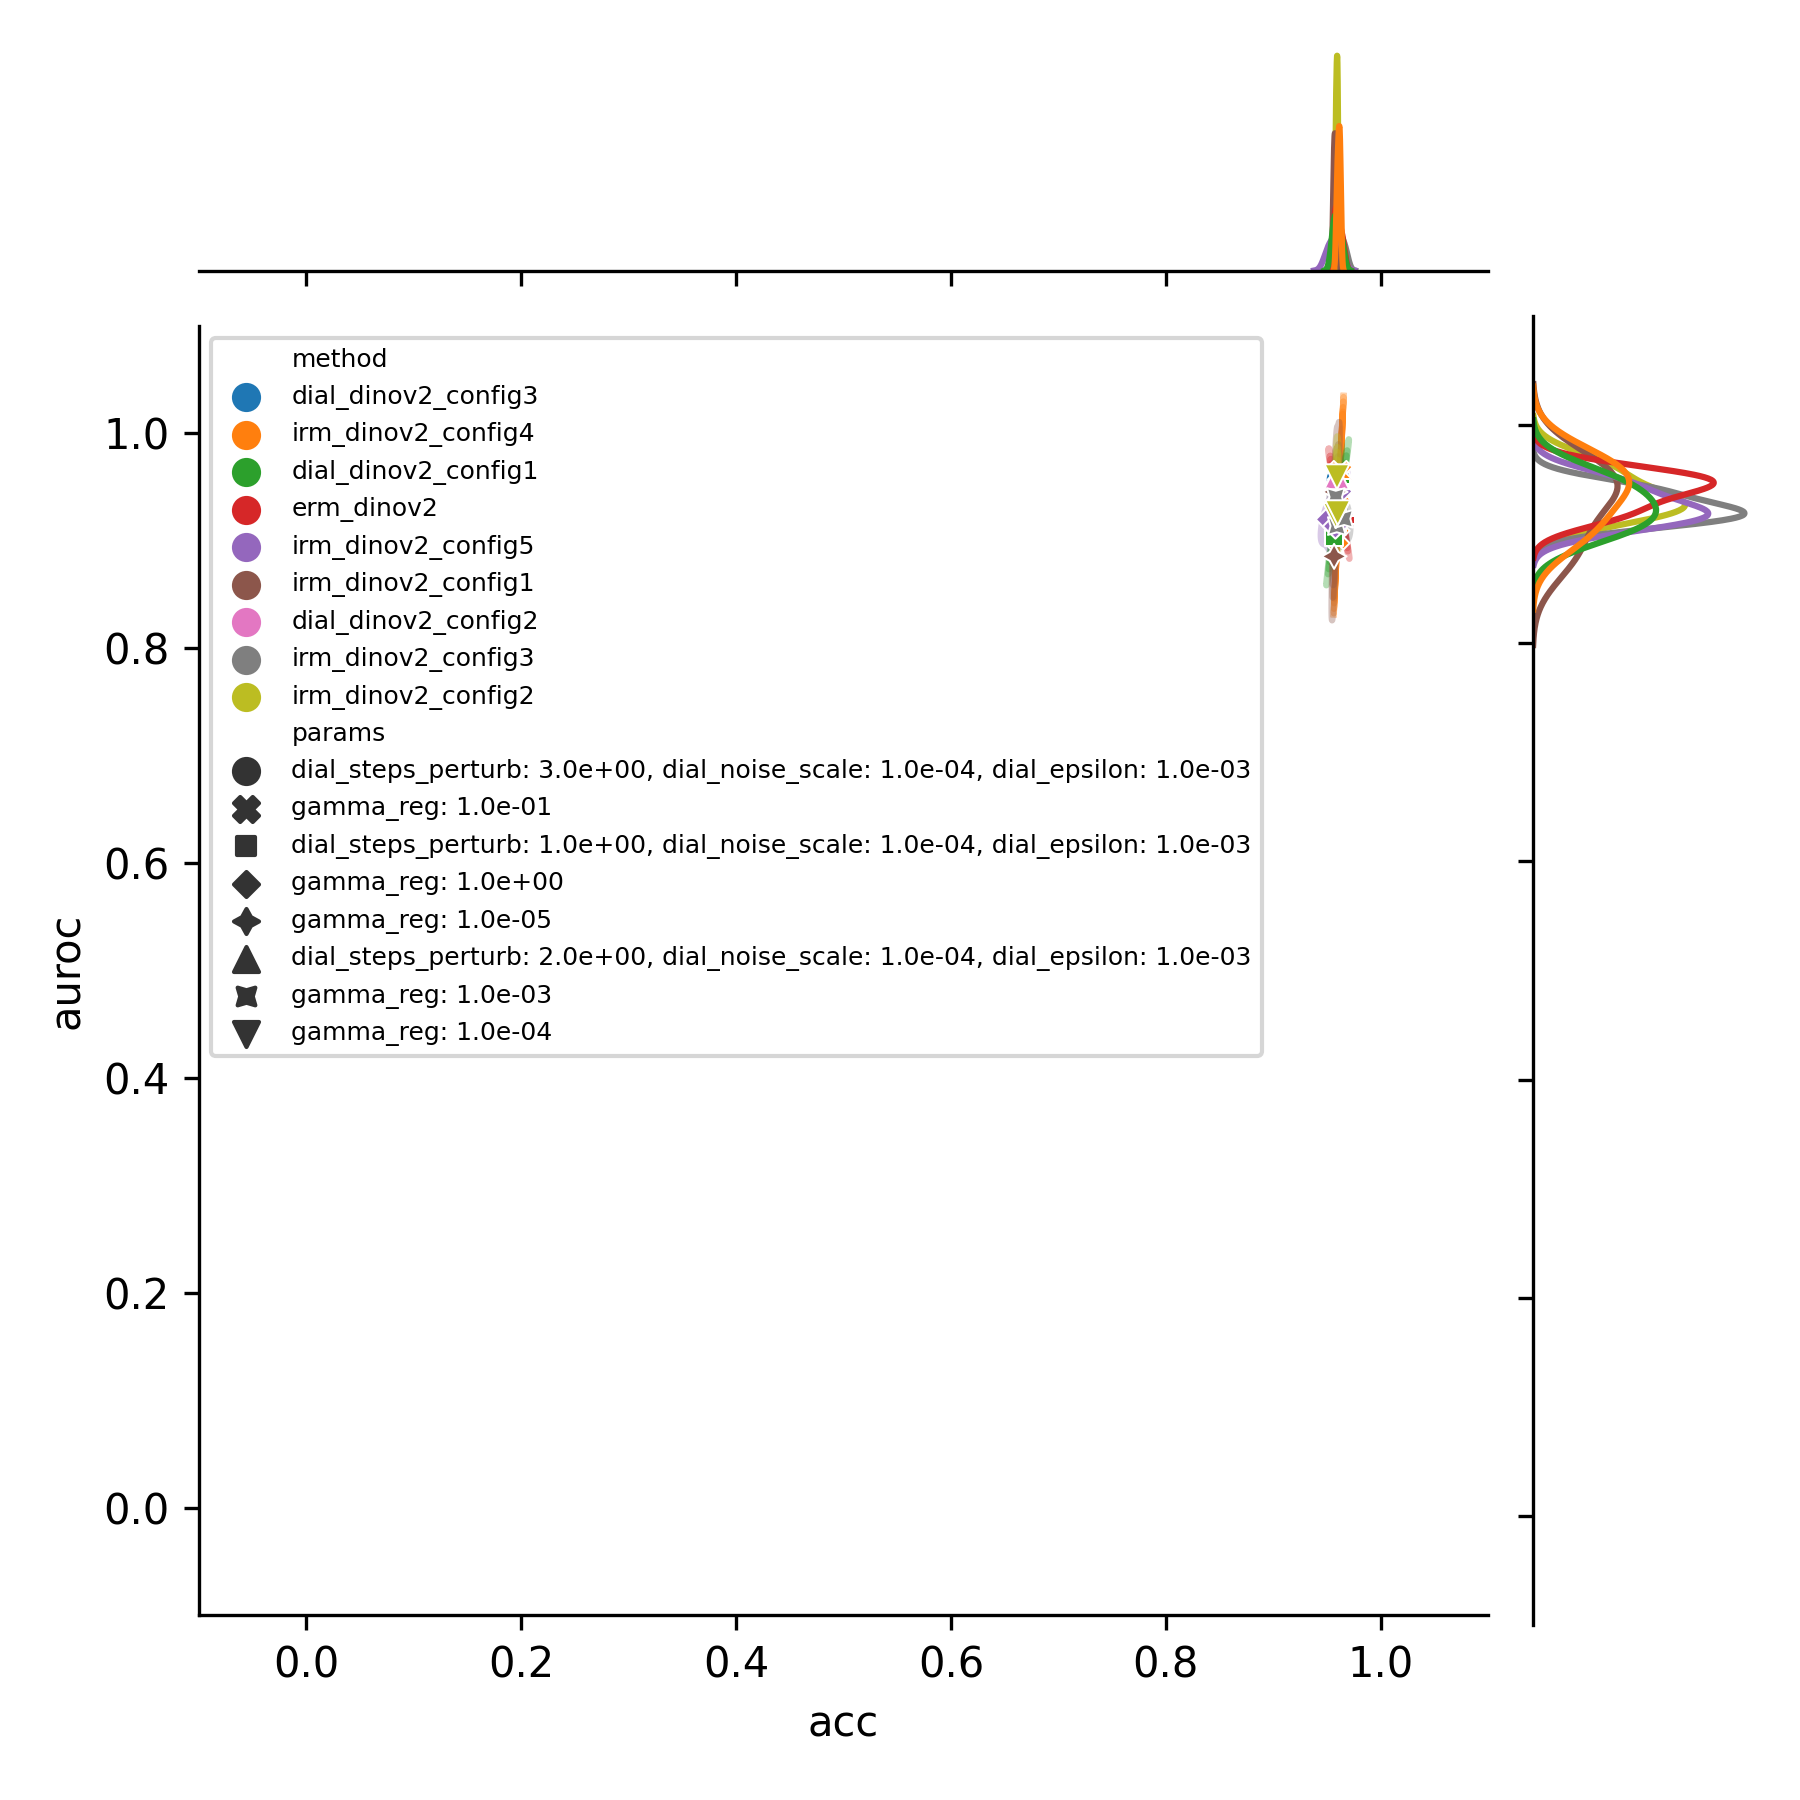 method
dial_dinov2_config3
irm_dinov2_config4
dial_dinov2_config1
erm_dinov2
irm_dinov2_config5
irm_dinov2_config1
dial_dinov2_config2
irm_dinov2_config3
irm_dinov2_config2
params
dial_steps_perturb: 3.0e+00, dial_noise_scale: 1.0e-04, dial_epsilon: 1.0e-03
gamma_reg: 1.0e-01
dial_steps_perturb: 1.0e+00, dial_noise_scale: 1.0e-04, dial_epsilon: 1.0e-03
gamma_reg: 1.0e+00
gamma_reg: 1.0e-05
dial_steps_perturb: 2.0e+00, dial_noise_scale: 1.0e-04, dial_epsilon: 1.0e-03
gamma_reg: 1.0e-03
gamma_reg: 1.0e-04
1.0
0.8
0.6
0.4
0.2
0.0
auroc
0.0 0.2 0.4 0.6 0.8 1.0
acc